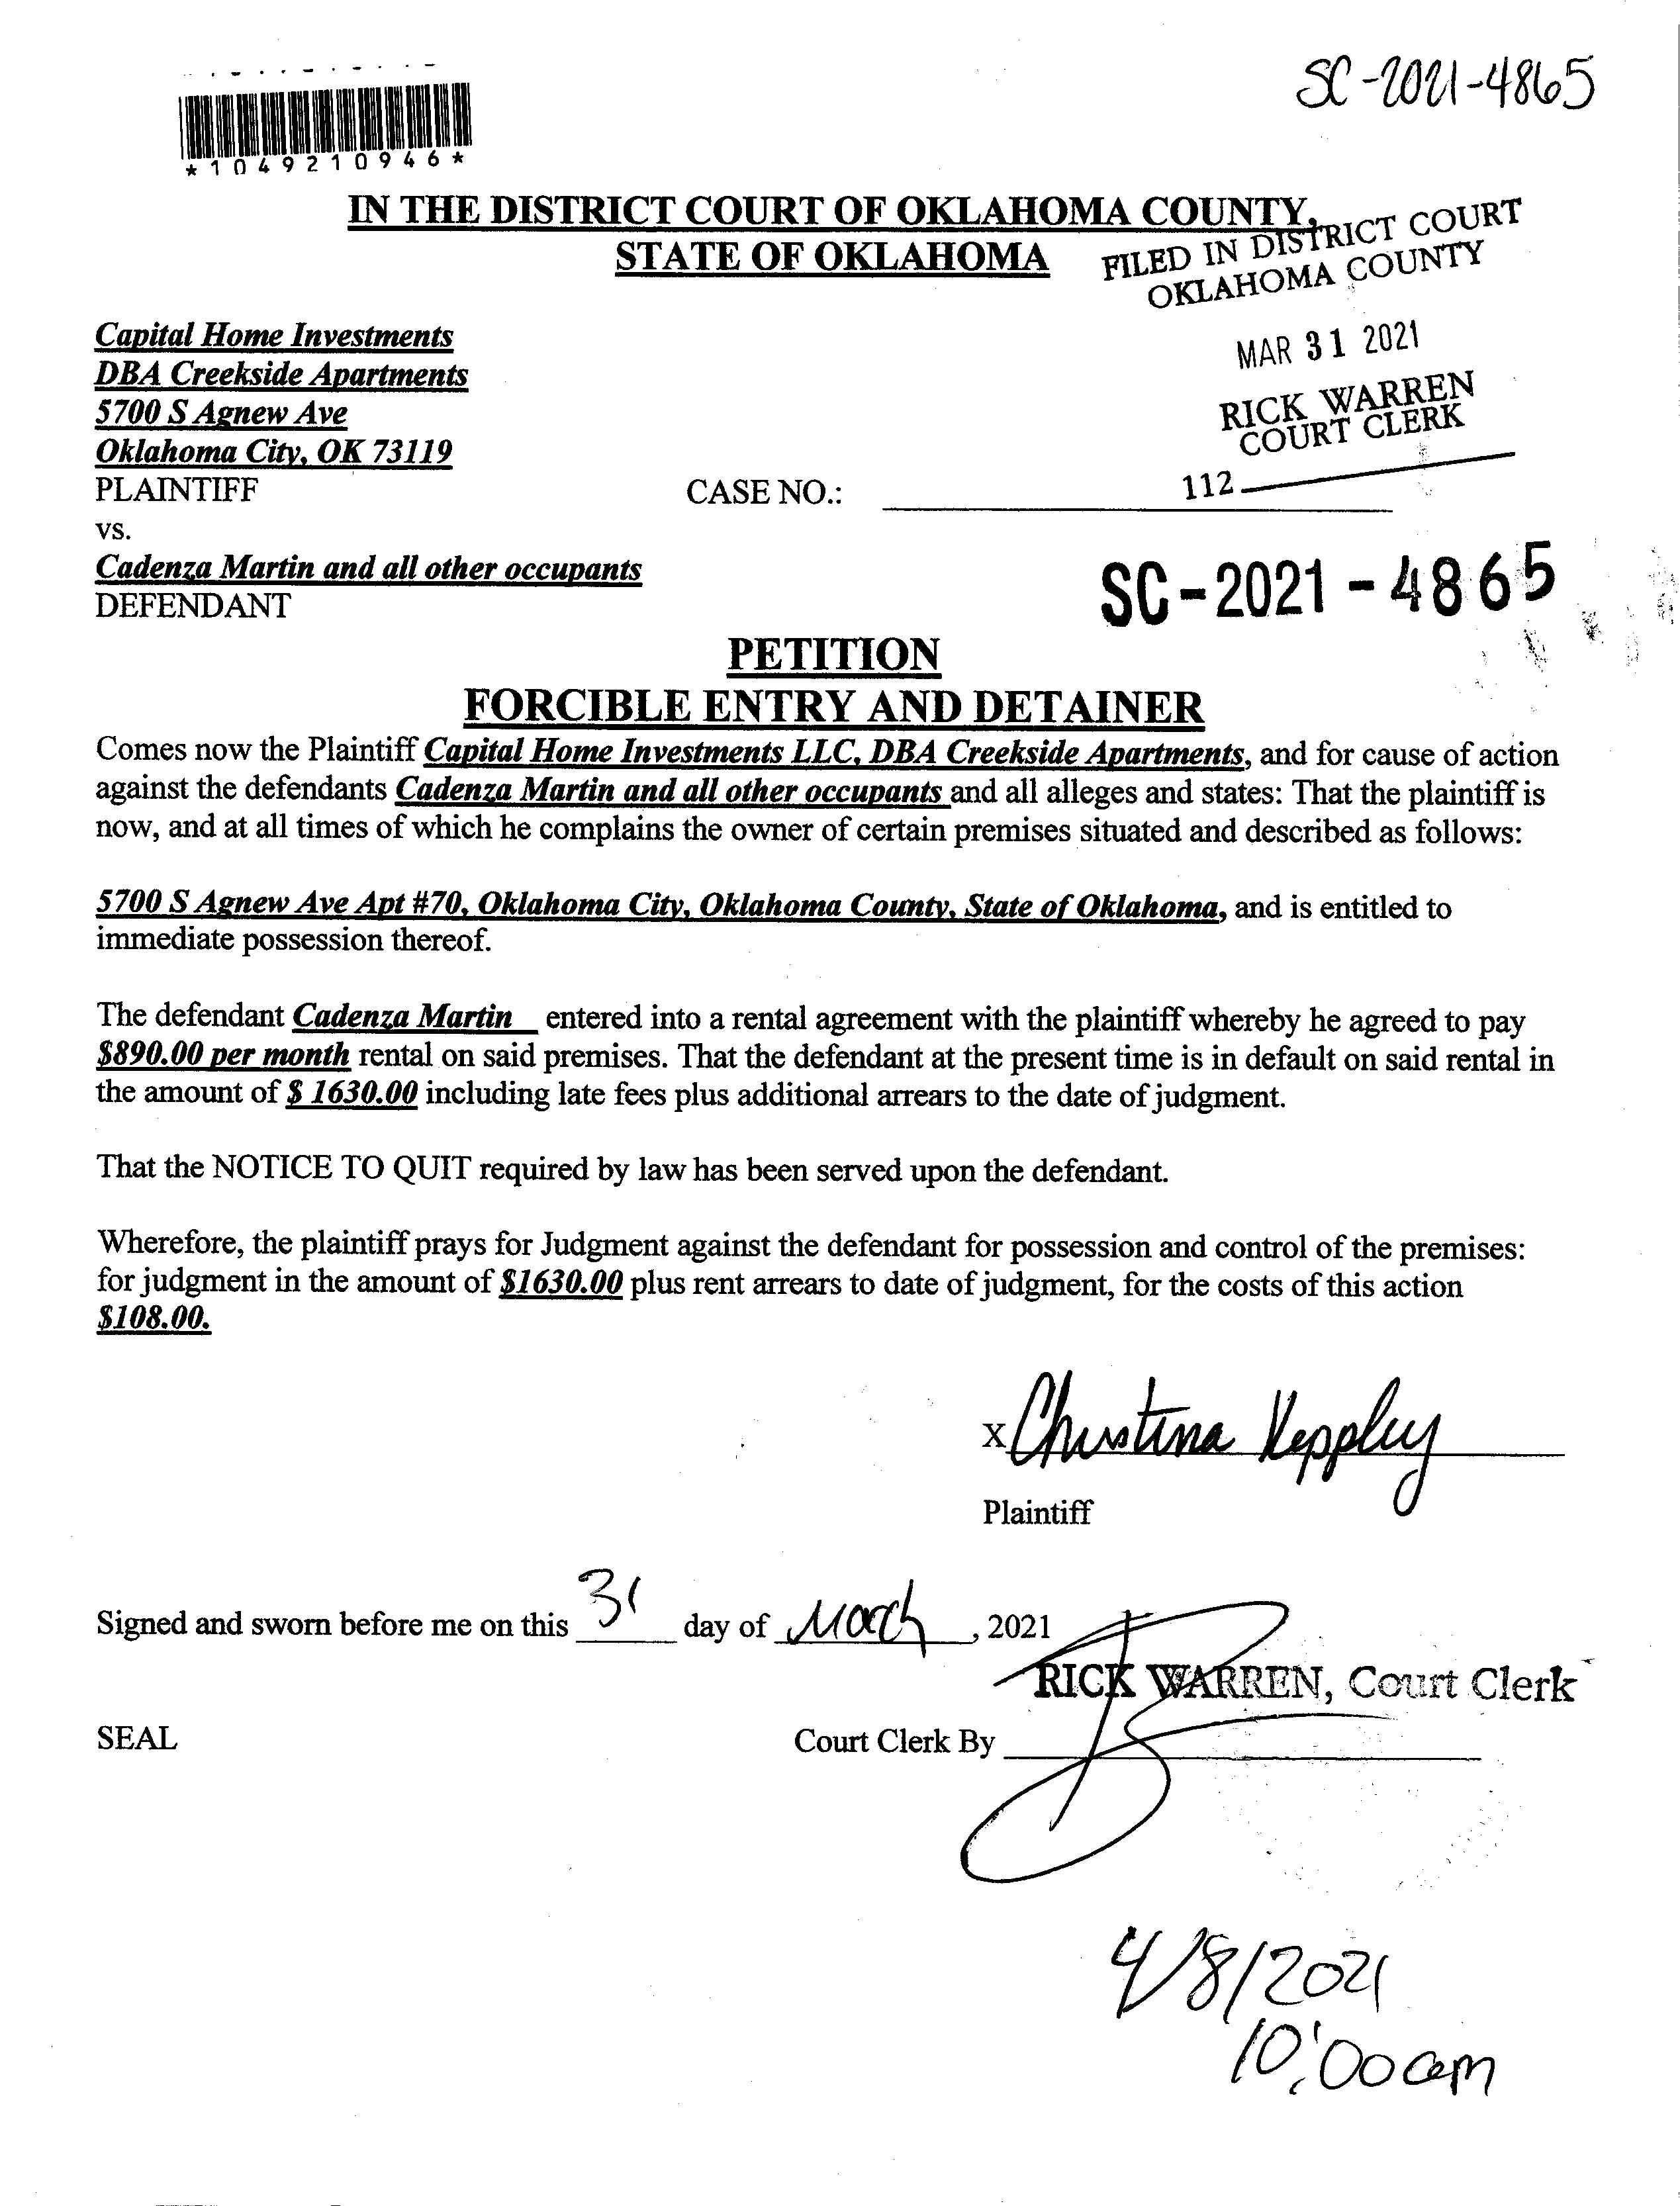 SC-2021-4865
*1049210946*
IN THE DISTRICT COURT OF OKLAHOMA COUNTY,
STATE OF OKLAHOMA
FILED IN DISTRICT COURT
OKLAHOMA COUNTY
MAR 31 2021
RICK WARREN
COURT CLERK
112
Capital Home Investments
DBA Creekside Apartments
5700 S Agnew Ave
Oklahoma City, OK 73119
PLAINTIFF
CASE NO.:
vs.
Cadenza Martin and all other occupants
DEFENDANT
SC-2021-4865
PETITION
FORCIBLE ENTRY AND DETAINER
Comes now the Plaintiff Capital Home Investments LLC, DBA Creekside Apartments, and for cause of action
against the defendants Cadenza Martin and all other occupants and all alleges and states: That the plaintiff is
now, and at all times of which he complains the owner of certain premises situated and described as follows:
5700 S Agnew Ave Apt #70, Oklahoma City, Oklahoma County, State of Oklahoma, and is entitled to
immediate possession thereof.
The defendant Cadenza Martin entered into a rental agreement with the plaintiff whereby he agreed to pay
$890.00 per month rental on said premises. That the defendant at the present time is in default on said rental in
the amount of $ 1630.00 including late fees plus additional arrears to the date of judgment.
That the NOTICE TO QUIT required by law has been served upon the defendant.
Wherefore, the plaintiff prays for Judgment against the defendant for possession and control of the premises:
for judgment in the amount of $1630.00 plus rent arrears to date of judgment, for the costs of this action
$108.00.
X Christina Keppley
Plaintiff
Signed and sworn before me on this 31 day of March, 2021
RICK WARREN, Court Clerk
SEAL
Court Clerk By
4/8/2021
10:00am